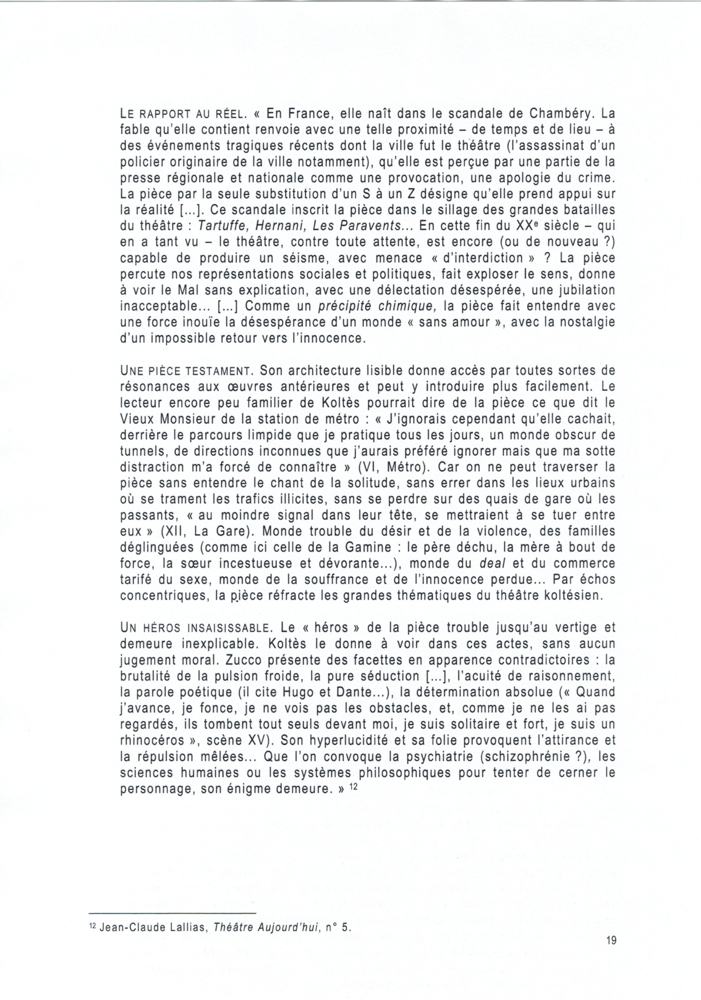 LE RAPPORT AU RÉEL. « En France, elle naît dans le scandale de Chambéry. La
fable qu'elle contient renvoie avec une telle proximité – de temps et de lieu – à
des événements tragiques récents dont la ville fut le théâtre (l'assassinat d'un
policier originaire de la ville notamment), qu'elle est perçue par une partie de la
presse régionale et nationale comme une provocation, une apologie du crime.
La pièce par la seule substitution d'un S à un Z désigne qu'elle prend appui sur
la réalité [...]. Ce scandale inscrit la pièce dans le sillage des grandes batailles
du théâtre : Tartuffe, Hernani, Les Paravents... En cette fin du XXe siècle – qui
en a tant vu – le théâtre, contre toute attente, est encore (ou de nouveau ?)
capable de produire un séisme, avec menace « d'interdiction » ? La pièce
percute nos représentations sociales et politiques, fait exploser le sens, donne
à voir le Mal sans explication, avec une délectation désespérée, une jubilation
inacceptable... [...] Comme un précipité chimique, la pièce fait entendre avec
une force inouïe la désespérance d'un monde « sans amour », avec la nostalgie
d'un impossible retour vers l'innocence.
UNE PIÈCE TESTAMENT. Son architecture lisible donne accès par toutes sortes de
résonances aux œuvres antérieures et peut y introduire plus facilement. Le
lecteur encore peu familier de Koltès pourrait dire de la pièce ce que dit le
Vieux Monsieur de la station de métro : « J'ignorais cependant qu'elle cachait,
derrière le parcours limpide que je pratique tous les jours, un monde obscur de
tunnels, de directions inconnues que j'aurais préféré ignorer mais que ma sotte
distraction m'a forcé de connaître » (VI, Métro). Car on ne peut traverser la
pièce sans entendre le chant de la solitude, sans errer dans les lieux urbains
où se trament les trafics illicites, sans se perdre sur des quais de gare où les
passants, « au moindre signal dans leur tête, se mettraient à se tuer entre
eux » (XII, La Gare). Monde trouble du désir et de la violence, des familles
déglinguées (comme ici celle de la Gamine : le père déchu, la mère à bout de
force, la sœur incestueuse et dévorante...), monde du deal et du commerce
tarifé du sexe, monde de la souffrance et de l'innocence perdue... Par échos
concentriques, la pièce réfracte les grandes thématiques du théâtre koltésien.
UN HÉROS INSAISISSABLE. Le « héros » de la pièce trouble jusqu'au vertige et
demeure inexplicable. Koltès le donne à voir dans ces actes, sans aucun
jugement moral. Zucco présente des facettes en apparence contradictoires : la
brutalité de la pulsion froide, la pure séduction [...], l'acuité de raisonnement,
la parole poétique (il cite Hugo et Dante...), la détermination absolue (« Quand
j'avance, je fonce, je ne vois pas les obstacles, et, comme je ne les ai pas
regardés, ils tombent tout seuls devant moi, je suis solitaire et fort, je suis un
rhinocéros », scène XV). Son hyperlucidité et sa folie provoquent l'attirance et
la répulsion mêlées... Que l'on convoque la psychiatrie (schizophrénie ?), les
sciences humaines ou les systèmes philosophiques pour tenter de cerner le
personnage, son énigme demeure. » 12
12 Jean-Claude Lallias, Théâtre Aujourd'hui, n° 5.
19